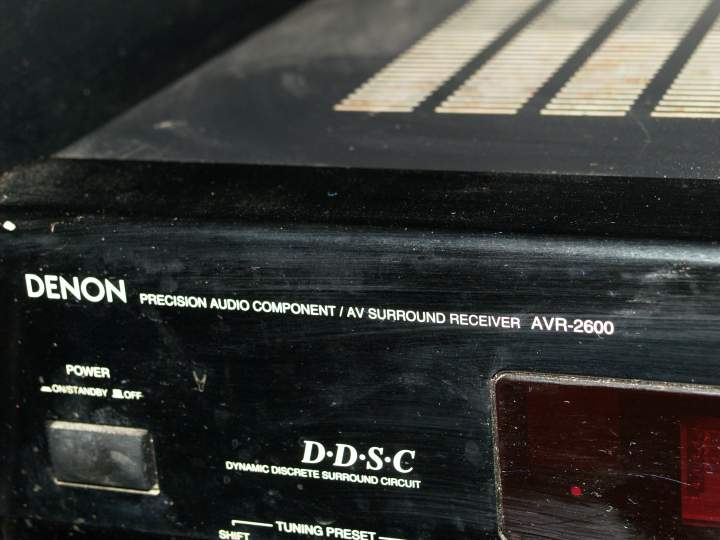 DENON PRECISION AUDIO COMPONENT / AV SURROUND RECEIVER AVR-2600
POWER
ON/STANDBY OFF
D·D·S·C
DYNAMIC DISCRETE SURROUND CIRCUIT
TUNING PRESET
SHIFT